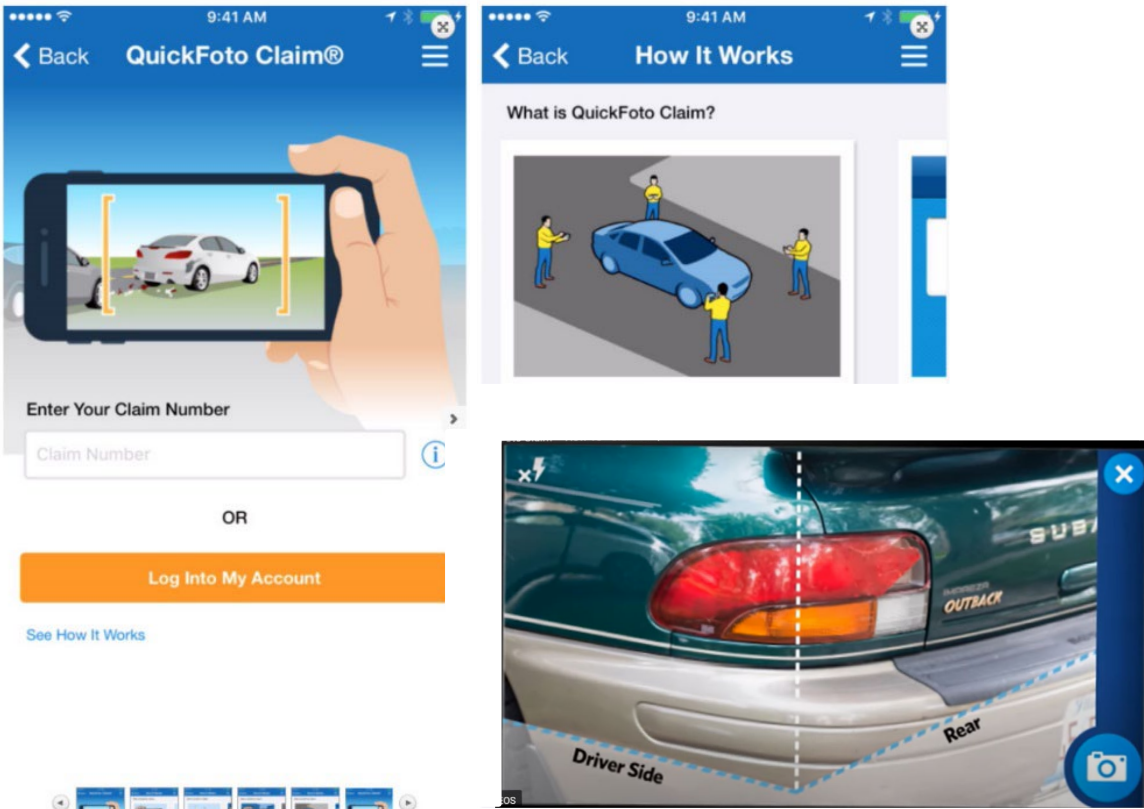 9:41 AM
Back
QuickFoto Claim®
Enter Your Claim Number
Claim Number
i
OR
Log Into My Account
See How It Works
9:41 AM
Back
How It Works
What is QuickFoto Claim?
IMPREZA
OUTBACK
Driver Side
Rear